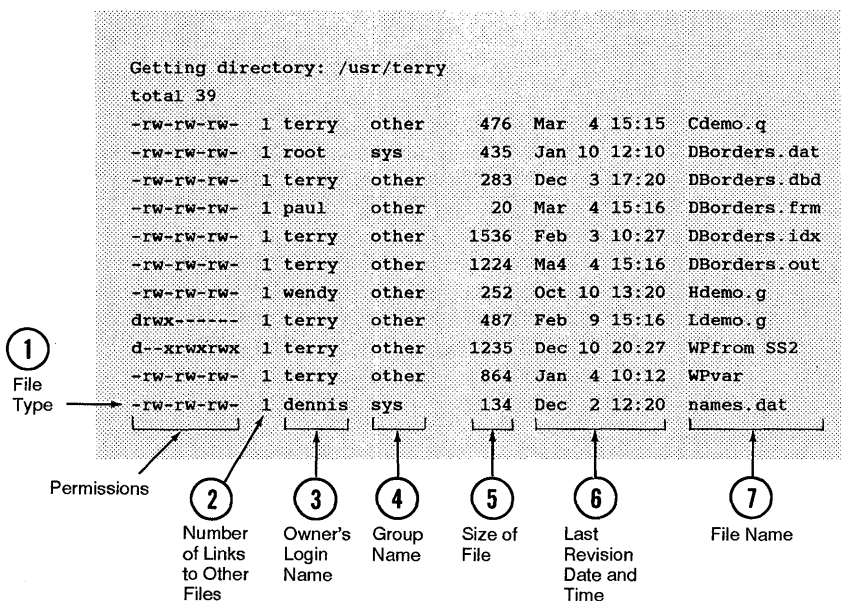 Getting directory: /usr/terry
total 39
-rw-rw-rw- 1 terry other 476 Mar 4 15:15 Cdemo.q
-rw-rw-rw- 1 root sys 435 Jan 10 12:10 DBorders.dat
-rw-rw-rw- 1 terry other 283 Dec 3 17:20 DBorders.dbd
-rw-rw-rw- 1 paul other 20 Mar 4 15:16 DBorders.frm
-rw-rw-rw- 1 terry other 1536 Feb 3 10:27 DBorders.idx
-rw-rw-rw- 1 terry other 1224 Ma4 4 15:16 DBorders.out
-rw-rw-rw- 1 wendy other 252 Oct 10 13:20 Hdemo.g
drwx------ 1 terry other 487 Feb 9 15:16 Ldemo.g
d--xrwxrwx 1 terry other 1235 Dec 10 20:27 WPfrom SS2
-rw-rw-rw- 1 terry other 864 Jan 4 10:12 WPvar
-rw-rw-rw- 1 dennis sys 134 Dec 2 12:20 names.dat
1
File
Type
Permissions
2
Number
of Links
to Other
Files
3
Owner's
Login
Name
4
Group
Name
5
Size of
File
6
Last
Revision
Date and
Time
7
File Name